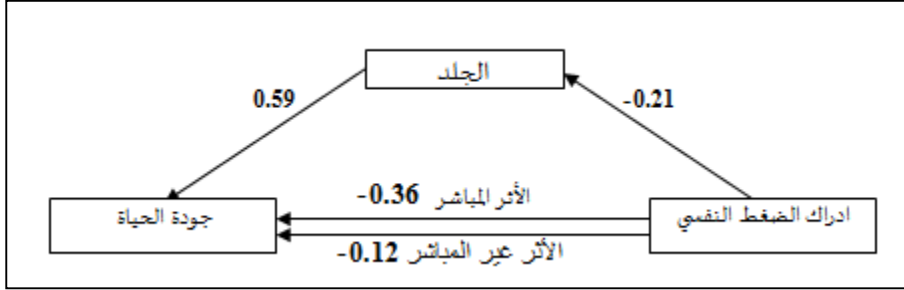 الجلد
0.59
-0.21
الأثر المباشر -0.36
ادراك الضغط النفسي
جودة الحياة
الأثر غير المباشر -0.12